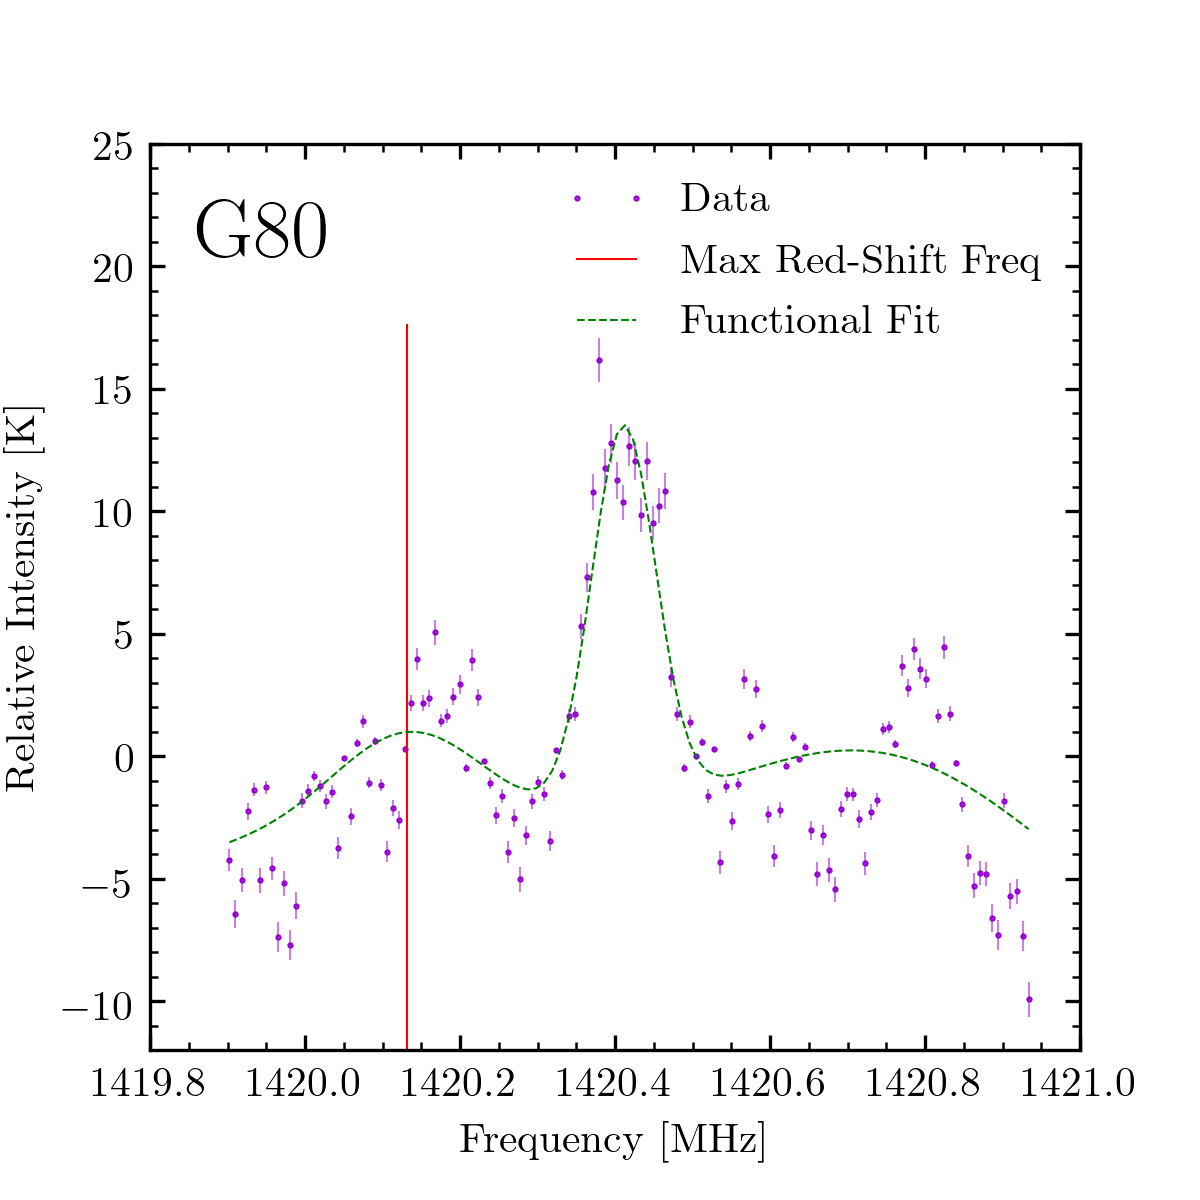 G80
Data
Max Red-Shift Freq
Functional Fit
25
20
15
10
5
0
−5
−10
Relative Intensity [K]
1419.8 1420.0 1420.2 1420.4 1420.6 1420.8 1421.0
Frequency [MHz]